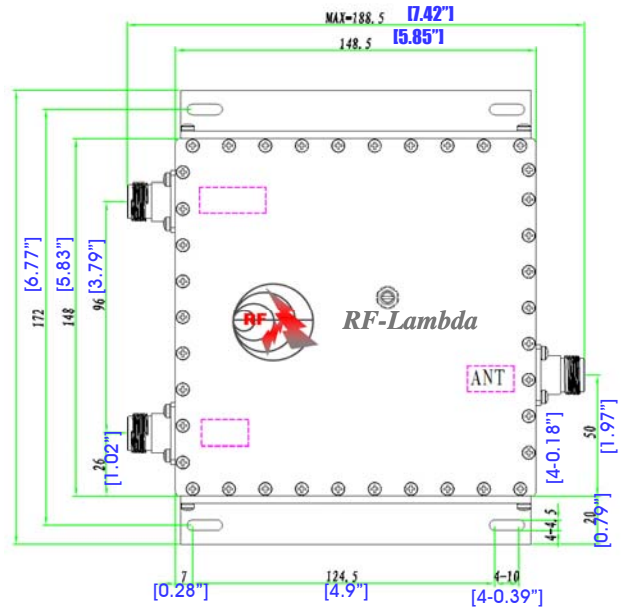 MAX=188.5 [7.42"]
148.5 [5.85"]
172 [6.77"]
148 [5.83"]
96 [3.79"]
RF
RF-Lambda
ANT
26 [1.02"]
50 [1.97"]
4-4.5 [4-0.18"]
20 [0.79"]
7 124.5 4-10
[0.28"] [4.9"] [4-0.39"]